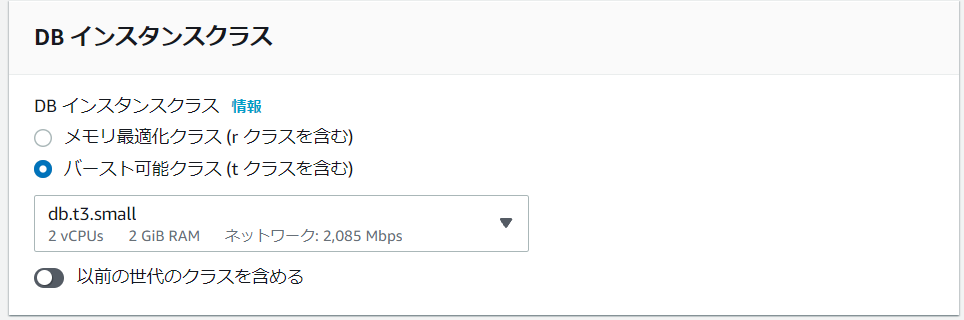 DB インスタンスクラス
DB インスタンスクラス 情報
メモリ最適化クラス (r クラスを含む)
バースト可能クラス (t クラスを含む)
db.t3.small
2 vCPUs 2 GiB RAM ネットワーク: 2,085 Mbps
以前の世代のクラスを含める